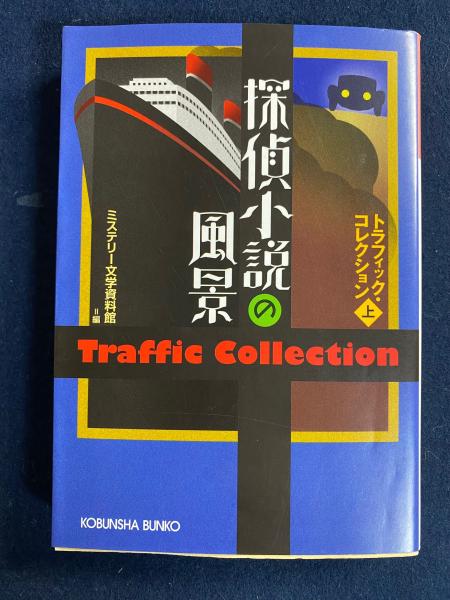 探偵小説の
風景
トラフィック・
コレクション 上
ミステリー文学資料館=編
Traffic Collection
KOBUNSHA BUNKO